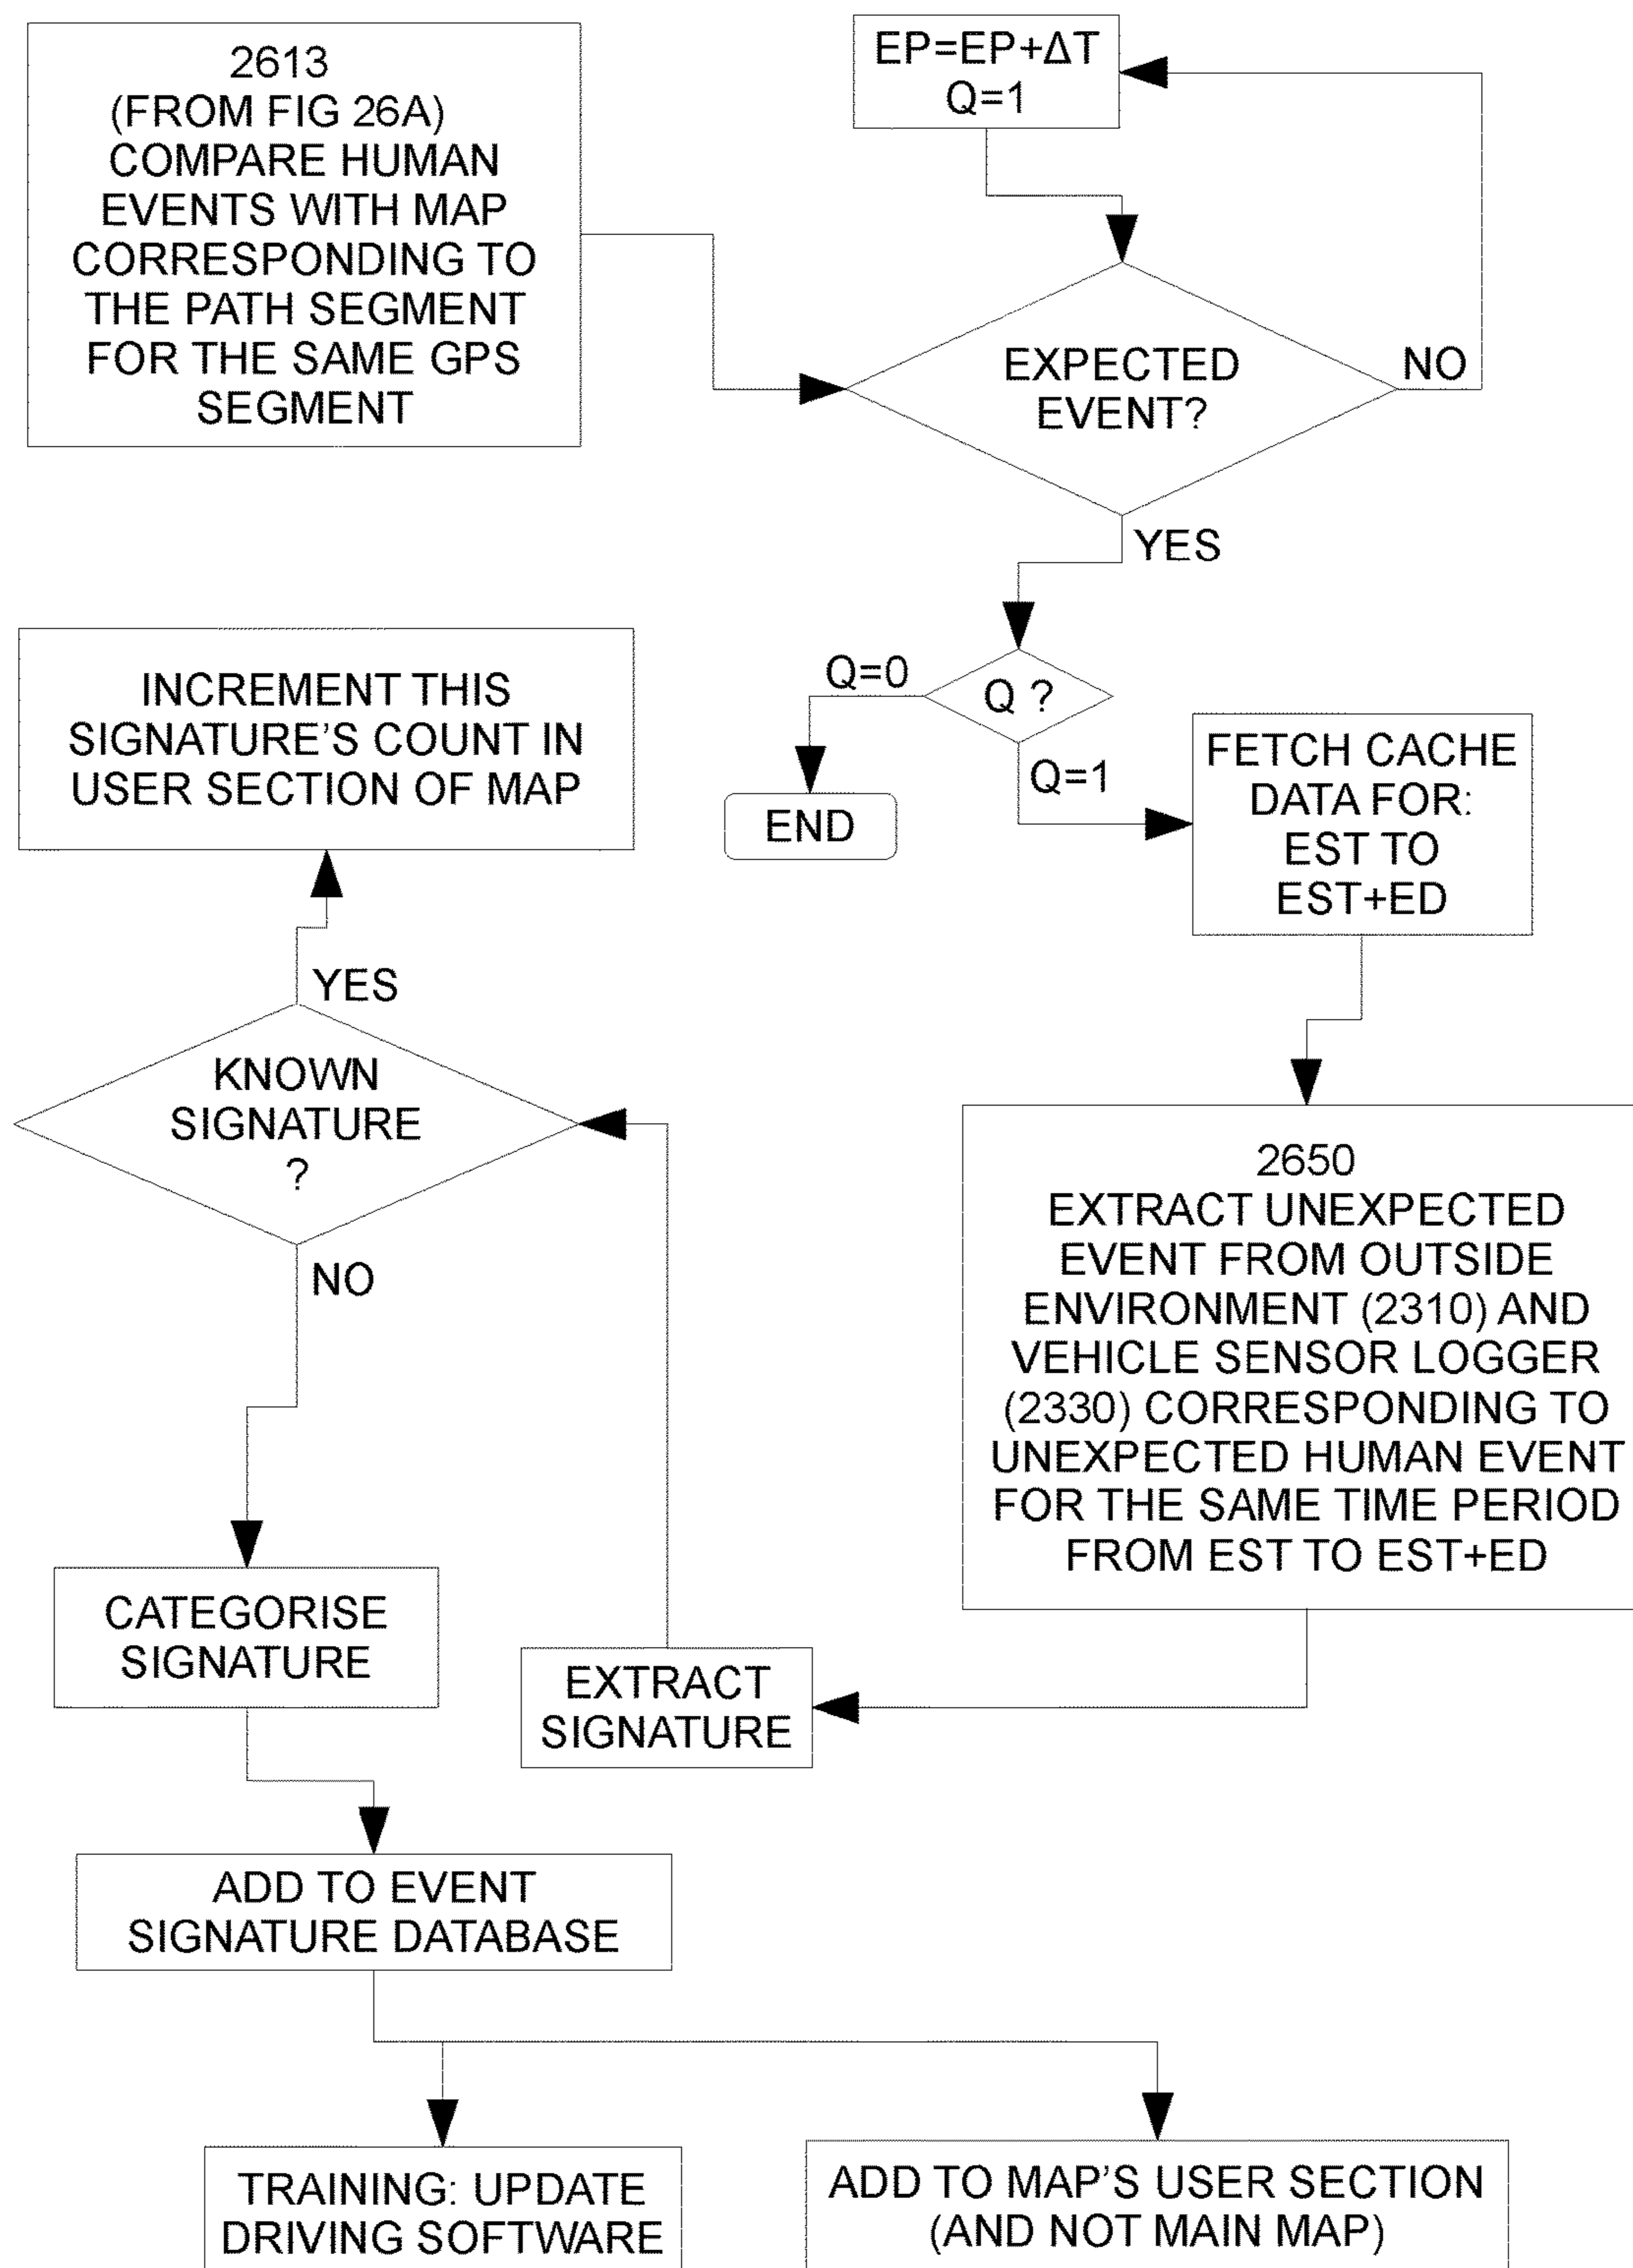 2613
(FROM FIG 26A)
COMPARE HUMAN
EVENTS WITH MAP
CORRESPONDING TO
THE PATH SEGMENT
FOR THE SAME GPS
SEGMENT
EP=EP+ΔT
Q=1
EXPECTED
EVENT?
NO
YES
Q ?
Q=0
END
Q=1
FETCH CACHE
DATA FOR:
EST TO
EST+ED
2650
EXTRACT UNEXPECTED
EVENT FROM OUTSIDE
ENVIRONMENT (2310) AND
VEHICLE SENSOR LOGGER
(2330) CORRESPONDING TO
UNEXPECTED HUMAN EVENT
FOR THE SAME TIME PERIOD
FROM EST TO EST+ED
EXTRACT
SIGNATURE
KNOWN
SIGNATURE
?
YES
INCREMENT THIS
SIGNATURE'S COUNT IN
USER SECTION OF MAP
NO
CATEGORISE
SIGNATURE
ADD TO EVENT
SIGNATURE DATABASE
TRAINING: UPDATE
DRIVING SOFTWARE
ADD TO MAP'S USER SECTION
(AND NOT MAIN MAP)